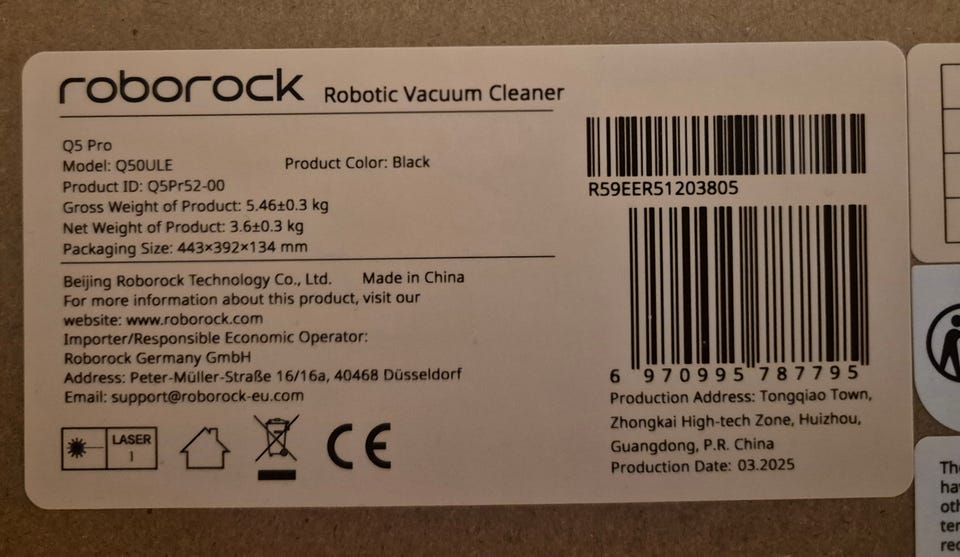 roborock Robotic Vacuum Cleaner
Q5 Pro
Model: Q50ULE Product Color: Black
Product ID: Q5Pr52-00
Gross Weight of Product: 5.46±0.3 kg
Net Weight of Product: 3.6±0.3 kg
Packaging Size: 443×392×134 mm
Beijing Roborock Technology Co., Ltd. Made in China
For more information about this product, visit our
website: www.roborock.com
Importer/Responsible Economic Operator:
Roborock Germany GmbH
Address: Peter-Müller-Straße 16/16a, 40468 Düsseldorf
Email: support@roborock-eu.com
LASER
1
CE
R59EER51203805
6 970995 787795
Production Address: Tongqiao Town,
Zhongkai High-tech Zone, Huizhou,
Guangdong, P.R. China
Production Date: 03.2025